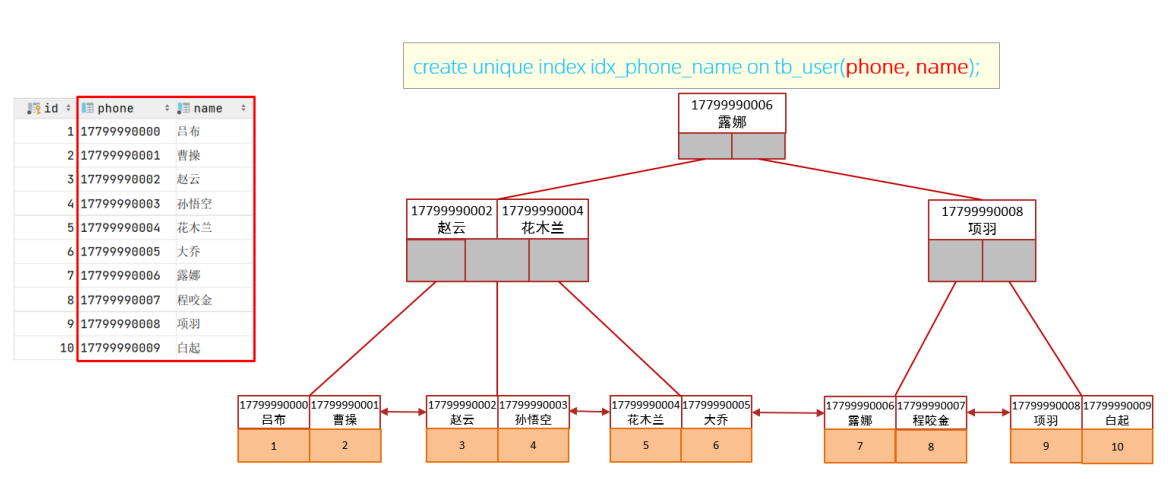 create unique index idx_phone_name on tb_user(phone, name);
id phone name
1 17799990000 吕布
2 17799990001 曹操
3 17799990002 赵云
4 17799990003 孙悟空
5 17799990004 花木兰
6 17799990005 大乔
7 17799990006 露娜
8 17799990007 程咬金
9 17799990008 项羽
10 17799990009 白起
17799990006
露娜
17799990002 17799990004
赵云 花木兰
17799990008
项羽
17799990000 17799990001 17799990002 17799990003 17799990004 17799990005 17799990006 17799990007 17799990008 17799990009
吕布 曹操 赵云 孙悟空 花木兰 大乔 露娜 程咬金 项羽 白起
1 2 3 4 5 6 7 8 9 10